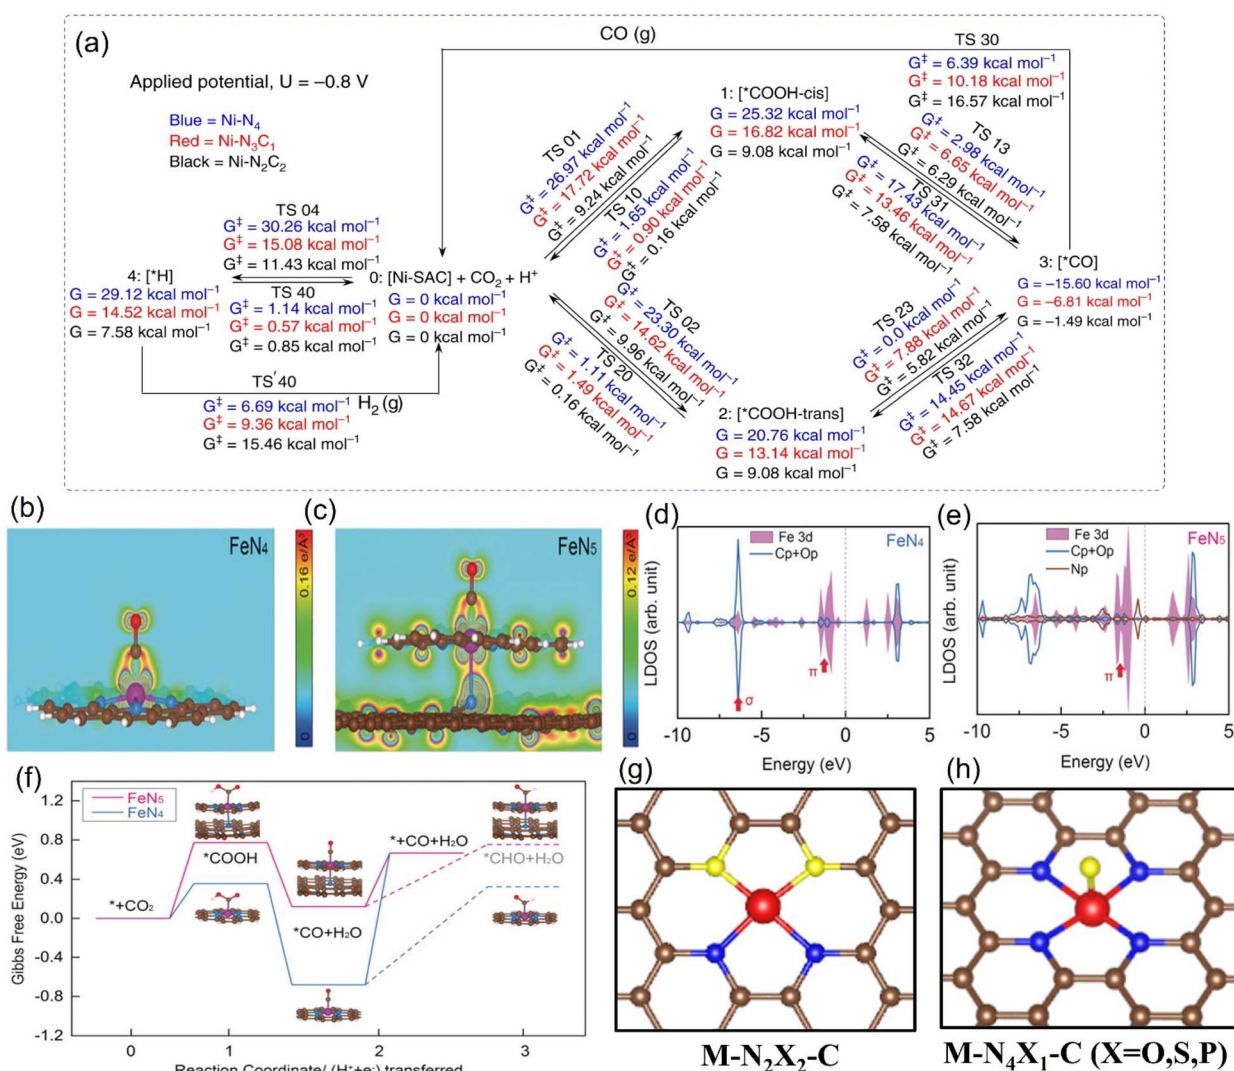 (a)
CO (g)
TS 30
G‡ = 6.39 kcal mol⁻¹
G‡ = 10.18 kcal mol⁻¹
G‡ = 16.57 kcal mol⁻¹
Applied potential, U = −0.8 V
Blue = Ni-N₄
Red = Ni-N₃C₁
Black = Ni-N₂C₂
1: [*COOH-cis]
G = 25.32 kcal mol⁻¹
G = 16.82 kcal mol⁻¹
G = 9.08 kcal mol⁻¹
TS 01
G‡ = 26.97 kcal mol⁻¹
G‡ = 17.72 kcal mol⁻¹
G‡ = 9.24 kcal mol⁻¹
TS 10
G‡ = 1.65 kcal mol⁻¹
G‡ = 0.90 kcal mol⁻¹
G‡ = 0.16 kcal mol⁻¹
TS 13
G‡ = 2.98 kcal mol⁻¹
G‡ = 6.65 kcal mol⁻¹
G‡ = 6.29 kcal mol⁻¹
TS 31
G‡ = 17.43 kcal mol⁻¹
G‡ = 13.46 kcal mol⁻¹
G‡ = 7.58 kcal mol⁻¹
TS 04
G‡ = 30.26 kcal mol⁻¹
G‡ = 15.08 kcal mol⁻¹
G‡ = 11.43 kcal mol⁻¹
4: [*H]
G = 29.12 kcal mol⁻¹
G = 14.52 kcal mol⁻¹
G = 7.58 kcal mol⁻¹
TS 40
G‡ = 1.14 kcal mol⁻¹
G‡ = 0.57 kcal mol⁻¹
G‡ = 0.85 kcal mol⁻¹
0: [Ni-SAC] + CO₂ + H⁺
G = 0 kcal mol⁻¹
G = 0 kcal mol⁻¹
G = 0 kcal mol⁻¹
3: [*CO]
G = −15.60 kcal mol⁻¹
G = −6.81 kcal mol⁻¹
G = −1.49 kcal mol⁻¹
TS 02
G‡ = 23.30 kcal mol⁻¹
G‡ = 14.62 kcal mol⁻¹
G‡ = 9.96 kcal mol⁻¹
TS 20
G‡ = 1.11 kcal mol⁻¹
G‡ = 1.49 kcal mol⁻¹
G‡ = 0.16 kcal mol⁻¹
TS 23
G‡ = 0.0 kcal mol⁻¹
G‡ = 7.88 kcal mol⁻¹
G‡ = 5.82 kcal mol⁻¹
TS 32
G‡ = 14.45 kcal mol⁻¹
G‡ = 14.67 kcal mol⁻¹
G‡ = 7.58 kcal mol⁻¹
TS′40
G‡ = 6.69 kcal mol⁻¹
G‡ = 9.36 kcal mol⁻¹
G‡ = 15.46 kcal mol⁻¹
H₂(g)
2: [*COOH-trans]
G = 20.76 kcal mol⁻¹
G = 13.14 kcal mol⁻¹
G = 9.08 kcal mol⁻¹
(b)
FeN₄
0.16 e/Å³
0
(c)
FeN₅
0.12 e/Å³
0
(d)
Fe 3d
Cp+Op
FeN₄
LDOS (arb. unit)
π
σ
-10 -5 0 5
Energy (eV)
(e)
Fe 3d
Cp+Op
Np
FeN₅
LDOS (arb. unit)
π
-10 -5 0 5
Energy (eV)
(f)
FeN₅
FeN₄
Gibbs Free Energy (eV)
1.2
0.8
0.4
0.0
-0.4
-0.8
-1.2
*+CO₂
*COOH
*CO+H₂O
*+CO+H₂O
*CHO+H₂O
0 1 2 3
Reaction Coordinate/ (H⁺+e⁻) transferred
(g)
M-N₂X₂-C
(h)
M-N₄X₁-C (X=O,S,P)